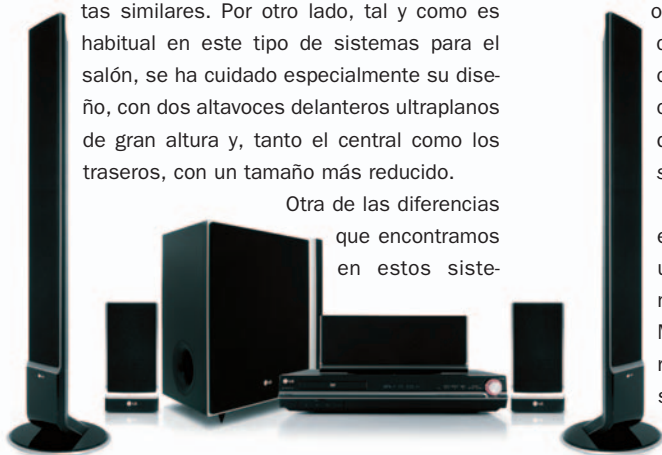 tas similares. Por otro lado, tal y como es
habitual en este tipo de sistemas para el
salón, se ha cuidado especialmente su dise-
ño, con dos altavoces delanteros ultraplanos
de gran altura y, tanto el central como los
traseros, con un tamaño más reducido.
Otra de las diferencias
que encontramos
en estos siste-